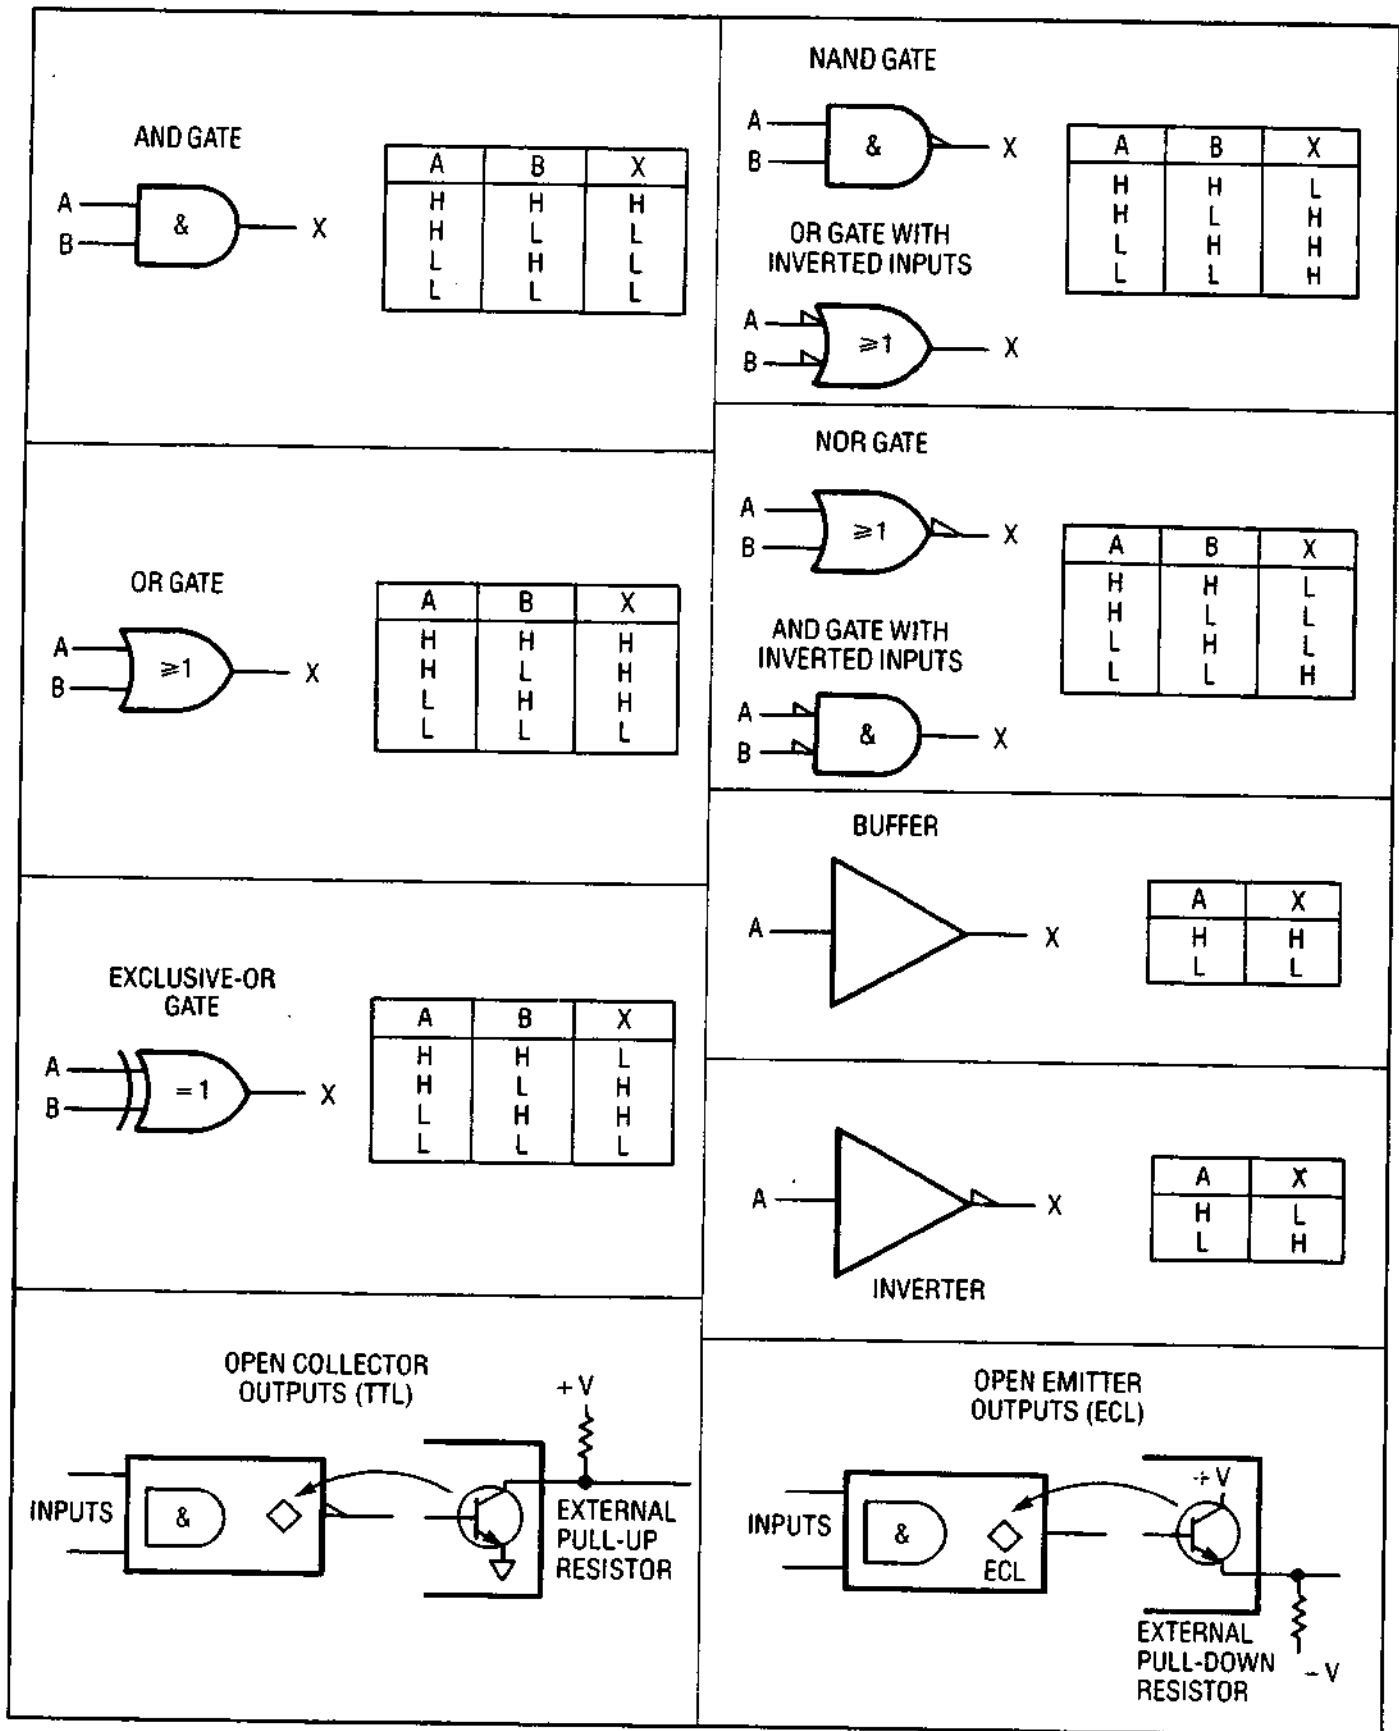 AND GATE
A
B
&
X
A B X
H H H
H L L
L H L
L L L
NAND GATE
A
B
&
X
OR GATE WITH
INVERTED INPUTS
A
B
⩾1
X
A B X
H H L
H L H
L H H
L L H
OR GATE
A
B
⩾1
X
A B X
H H H
H L H
L H H
L L L
NOR GATE
A
B
⩾1
X
AND GATE WITH
INVERTED INPUTS
A
B
&
X
A B X
H H L
H L L
L H L
L L H
EXCLUSIVE-OR
GATE
A
B
=1
X
A B X
H H L
H L H
L H H
L L L
BUFFER
A
X
A X
H H
L L
A
X
INVERTER
A X
H L
L H
OPEN COLLECTOR
OUTPUTS (TTL)
+V
INPUTS
&
EXTERNAL
PULL-UP
RESISTOR
OPEN EMITTER
OUTPUTS (ECL)
+V
INPUTS
&
ECL
EXTERNAL
PULL-DOWN
RESISTOR
−V